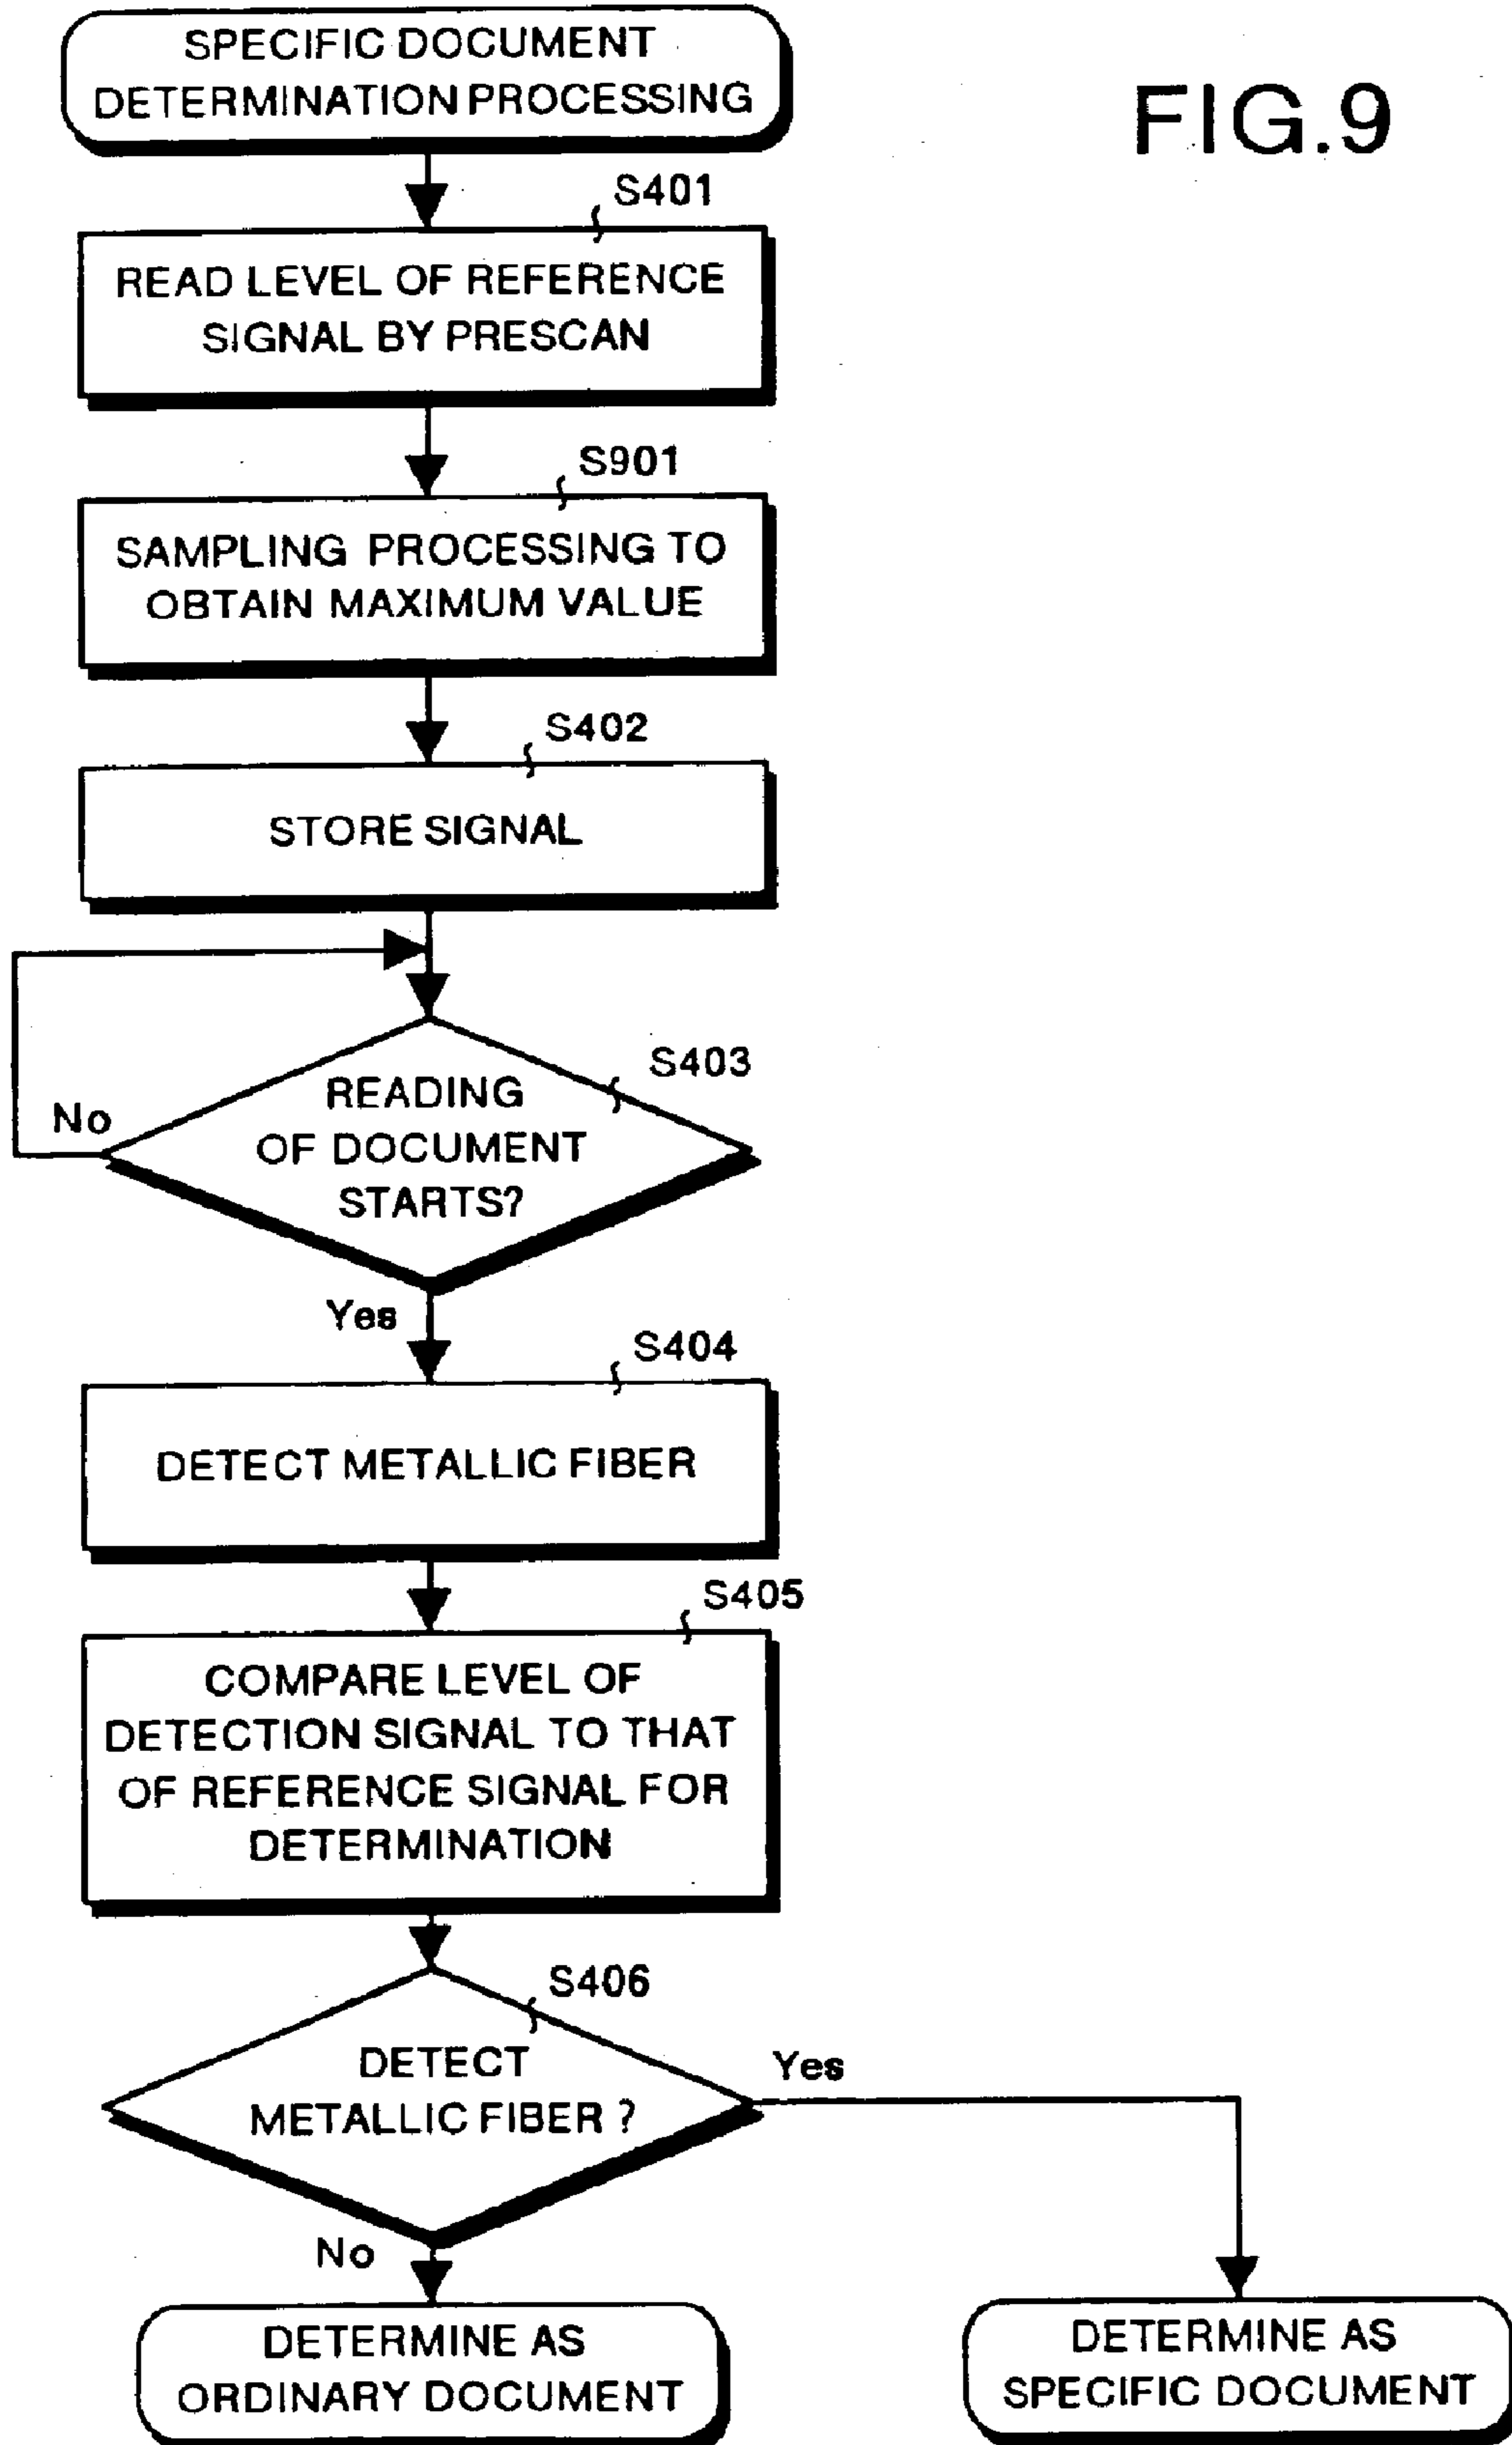 SPECIFIC DOCUMENT
DETERMINATION PROCESSING
FIG.9
S401
READ LEVEL OF REFERENCE
SIGNAL BY PRESCAN
S901
SAMPLING PROCESSING TO
OBTAIN MAXIMUM VALUE
S402
STORE SIGNAL
S403
READING
OF DOCUMENT
STARTS?
No
Yes
S404
DETECT METALLIC FIBER
S405
COMPARE LEVEL OF
DETECTION SIGNAL TO THAT
OF REFERENCE SIGNAL FOR
DETERMINATION
S406
DETECT
METALLIC FIBER ?
Yes
No
DETERMINE AS
ORDINARY DOCUMENT
DETERMINE AS
SPECIFIC DOCUMENT